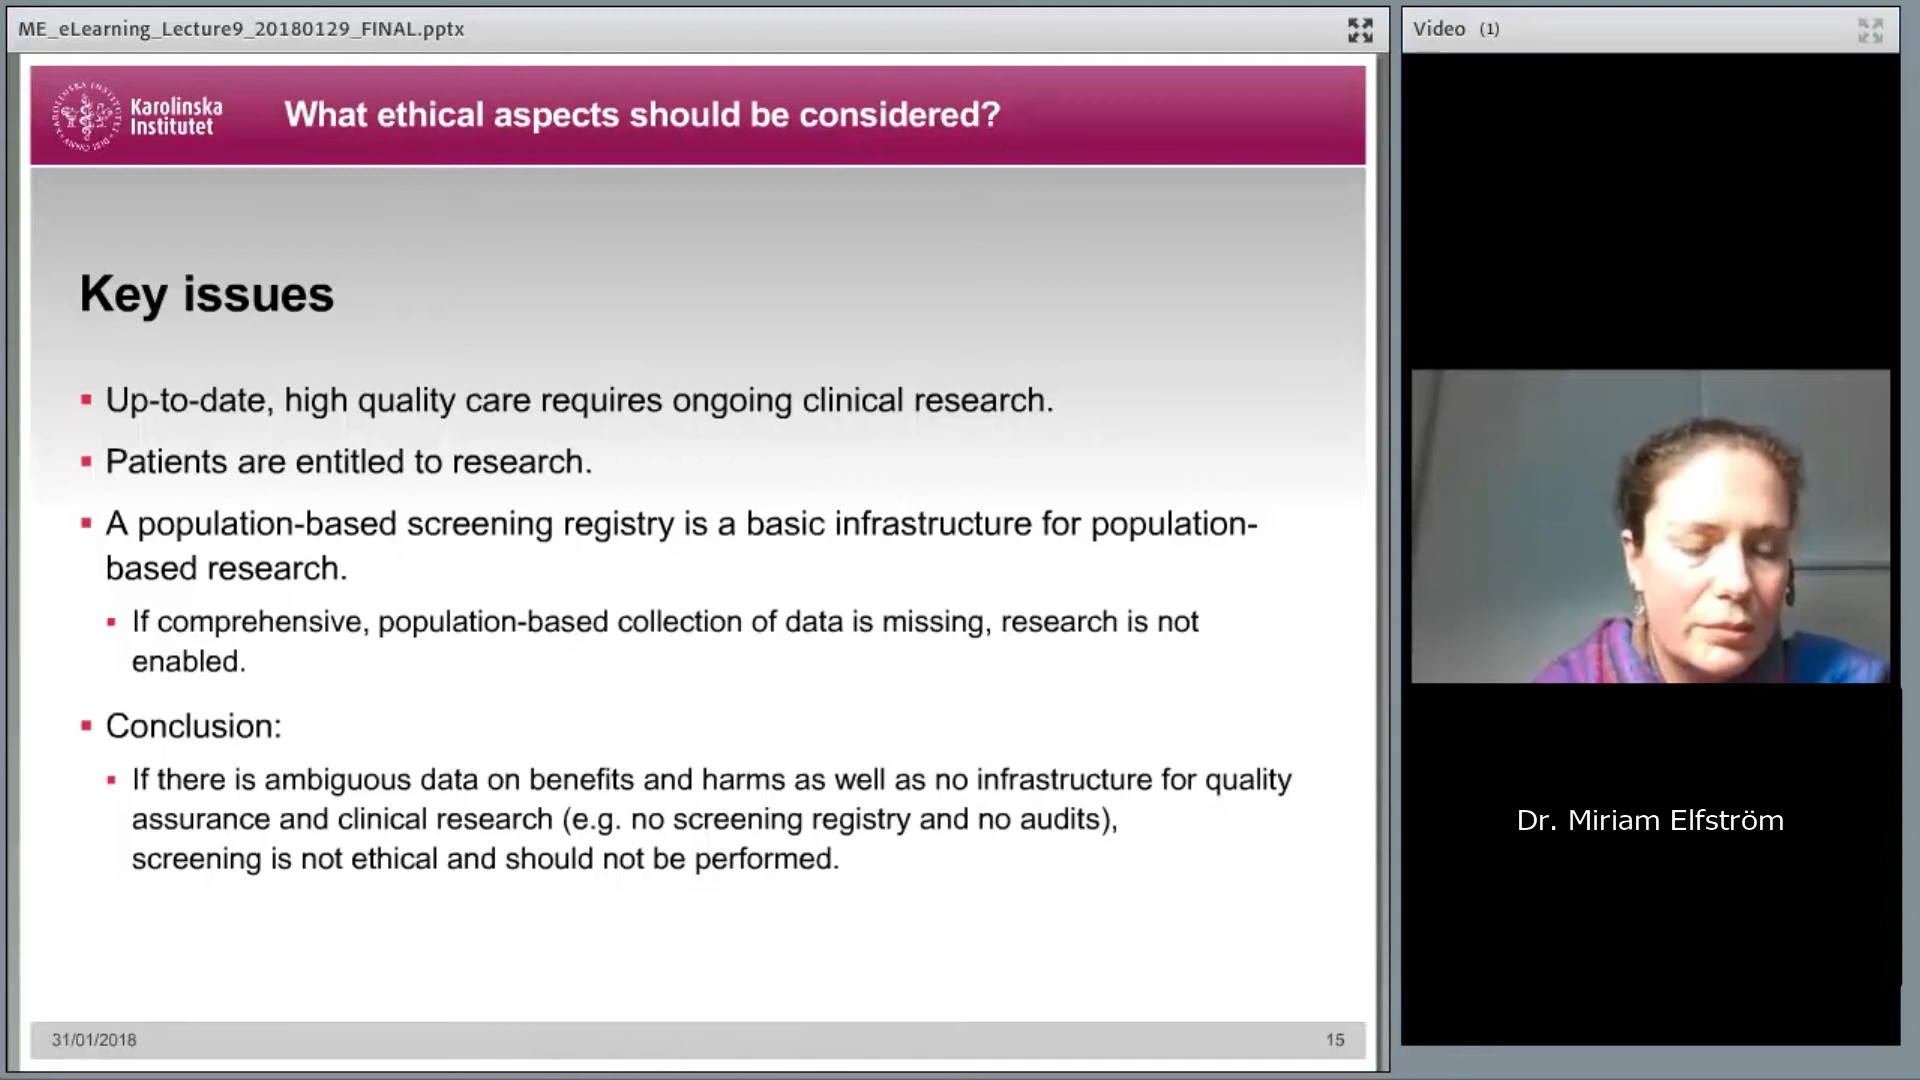 ME_eLearning_Lecture9_20180129_FINAL.pptx
Video (1)
Karolinska
Institutet
What ethical aspects should be considered?
Key issues
Up-to-date, high quality care requires ongoing clinical research.
Patients are entitled to research.
A population-based screening registry is a basic infrastructure for population-
based research.
If comprehensive, population-based collection of data is missing, research is not
enabled.
Conclusion:
If there is ambiguous data on benefits and harms as well as no infrastructure for quality
assurance and clinical research (e.g. no screening registry and no audits),
screening is not ethical and should not be performed.
31/01/2018
15
Dr. Miriam Elfström